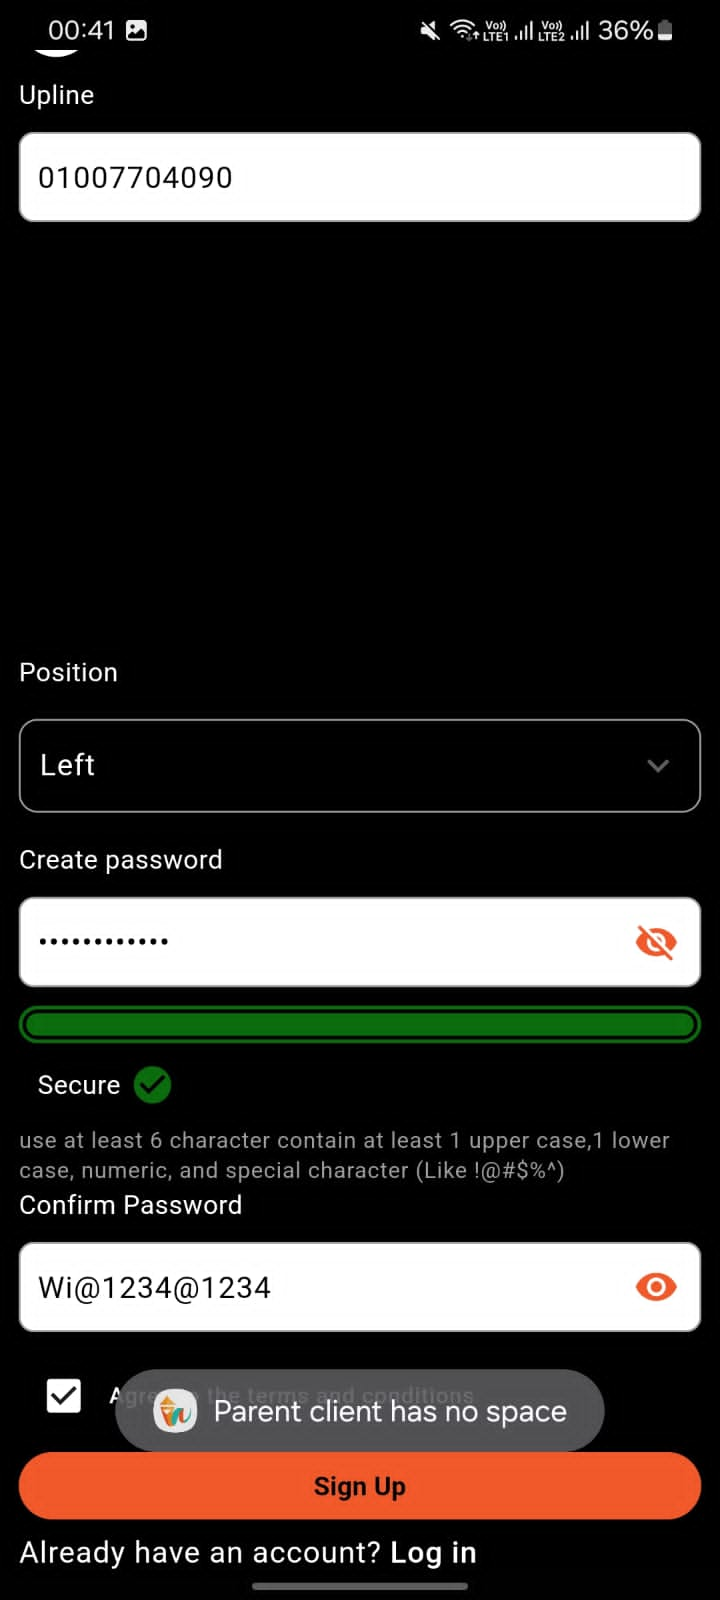 00:41
Vo)) LTE1 Vo)) LTE2 36%
Upline
01007704090
Position
Left
Create password
••••••••••••
Secure
use at least 6 character contain at least 1 upper case,1 lower
case, numeric, and special character (Like !@#$%^)
Confirm Password
Wi@1234@1234
Agree to the terms and conditions
Parent client has no space
Sign Up
Already have an account? Log in